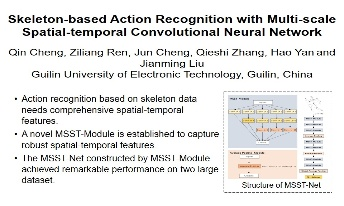 Skeleton-based Action Recognition with Multi-scale
Spatial-temporal Convolutional Neural Network
Qin Cheng, Ziliang Ren, Jun Cheng, Qieshi Zhang, Hao Yan and
Jianming Liu
Guilin University of Electronic Technology, Guilin, China
• Action recognition based on skeleton data
needs comprehensive spatial-temporal
features.
• A novel MSST-Module is established to capture
robust spatial temporal features.
• The MSST-Net constructed by MSST Module
achieved remarkable performance on two large
dataset.
Structure of MSST-Net